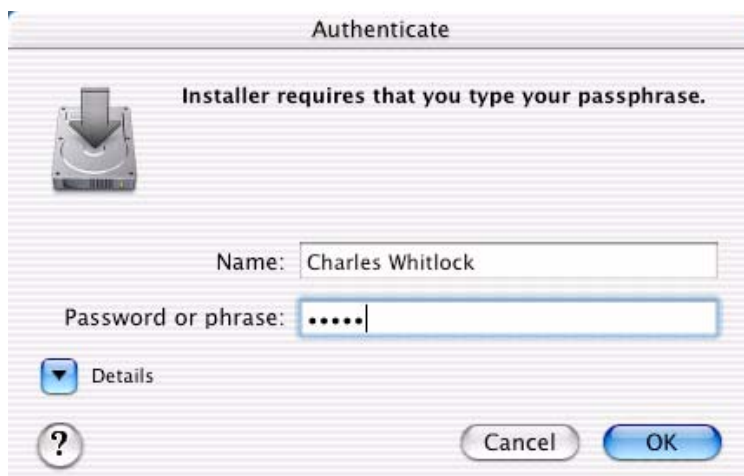 Authenticate
Installer requires that you type your passphrase.
Name: Charles Whitlock
Password or phrase: •••••
Details
?
Cancel OK